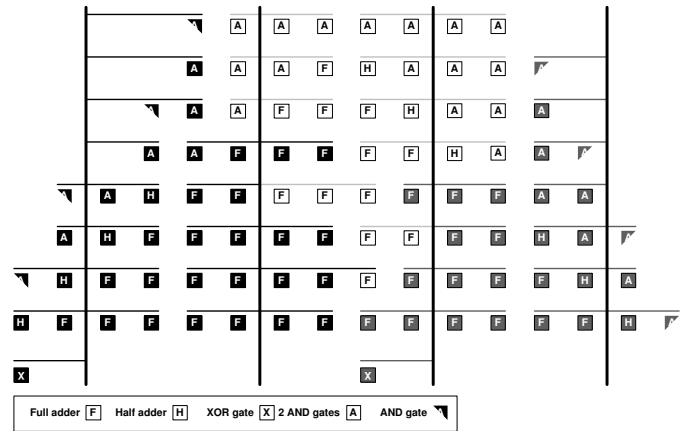 A A A A A A A A
A A A F H A A A A
A A A F F F H A A A
A A F F F F F H A A A
A A H F F F F F F F F A A
A H F F F F F F F F F H A A
A H F F F F F F F F F F F H A
H F F F F F F F F F F F F F H A
X X
Full adder F Half adder H XOR gate X 2 AND gates A AND gate A